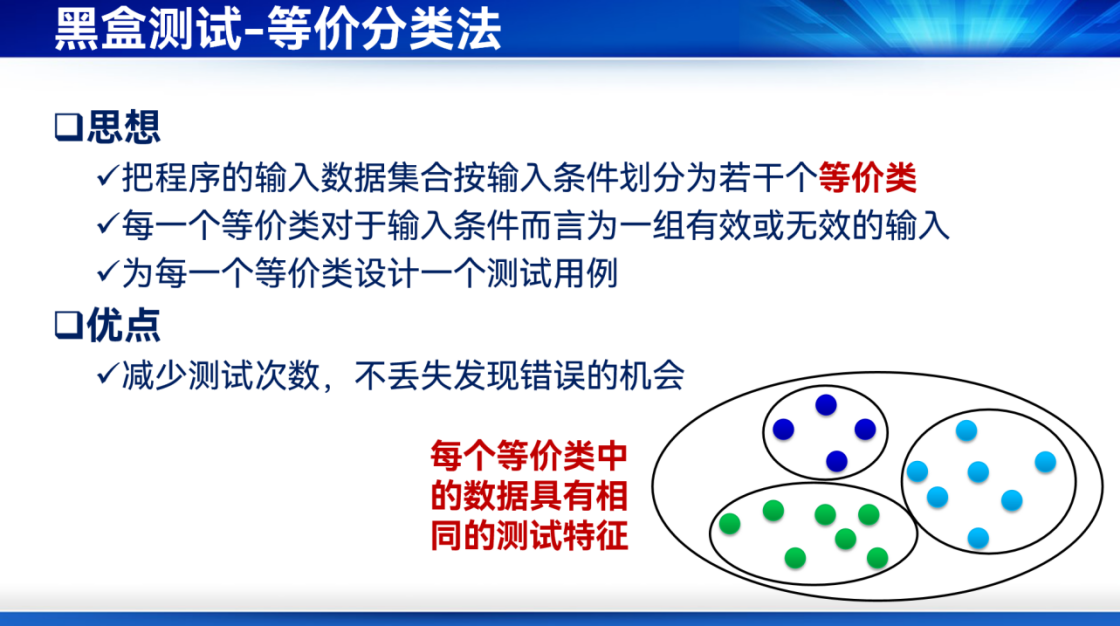 黑盒测试-等价分类法
❑思想
✓把程序的输入数据集合按输入条件划分为若干个等价类
✓每一个等价类对于输入条件而言为一组有效或无效的输入
✓为每一个等价类设计一个测试用例
❑优点
✓减少测试次数，不丢失发现错误的机会
每个等价类中
的数据具有相
同的测试特征